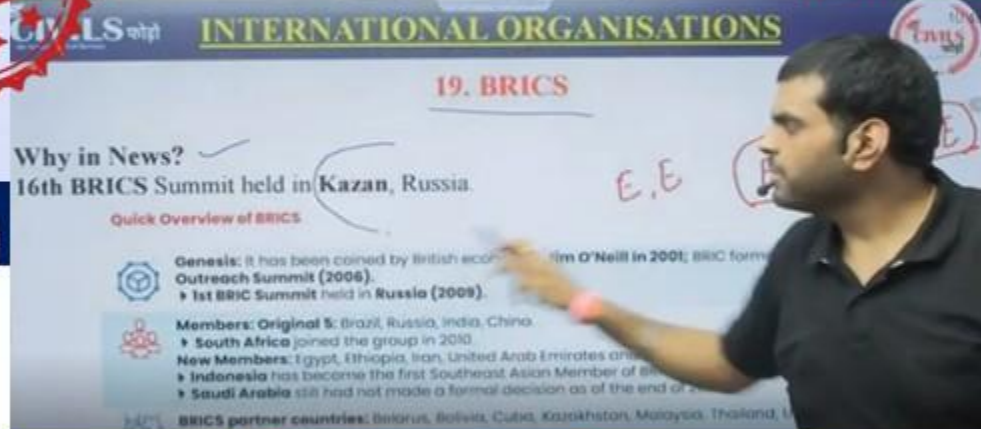 CIVILS फोड़ो INTERNATIONAL ORGANISATIONS
CIVILS
19. BRICS
Why in News?
16th BRICS Summit held in Kazan, Russia.
E, E
E
Quick Overview of BRICS
Genesis: It has been coined by British Jim O'Neill in 2001; BRIC
Outreach Summit (2006).
1st BRIC Summit held in Russia (2009).
Members: Original 5: Brazil, Russia, India, China.
South Africa joined the group in 2010.
New Members: Egypt, Ethiopia, Iran, United Arab Emirates
Indonesia has become the first Southeast Asian Member of
Saudi Arabia still had not made a formal decision as of the end of
BRICS partner countries: Belarus, Bolivia, Cuba, Kazakhstan, Malaysia, Thailand,